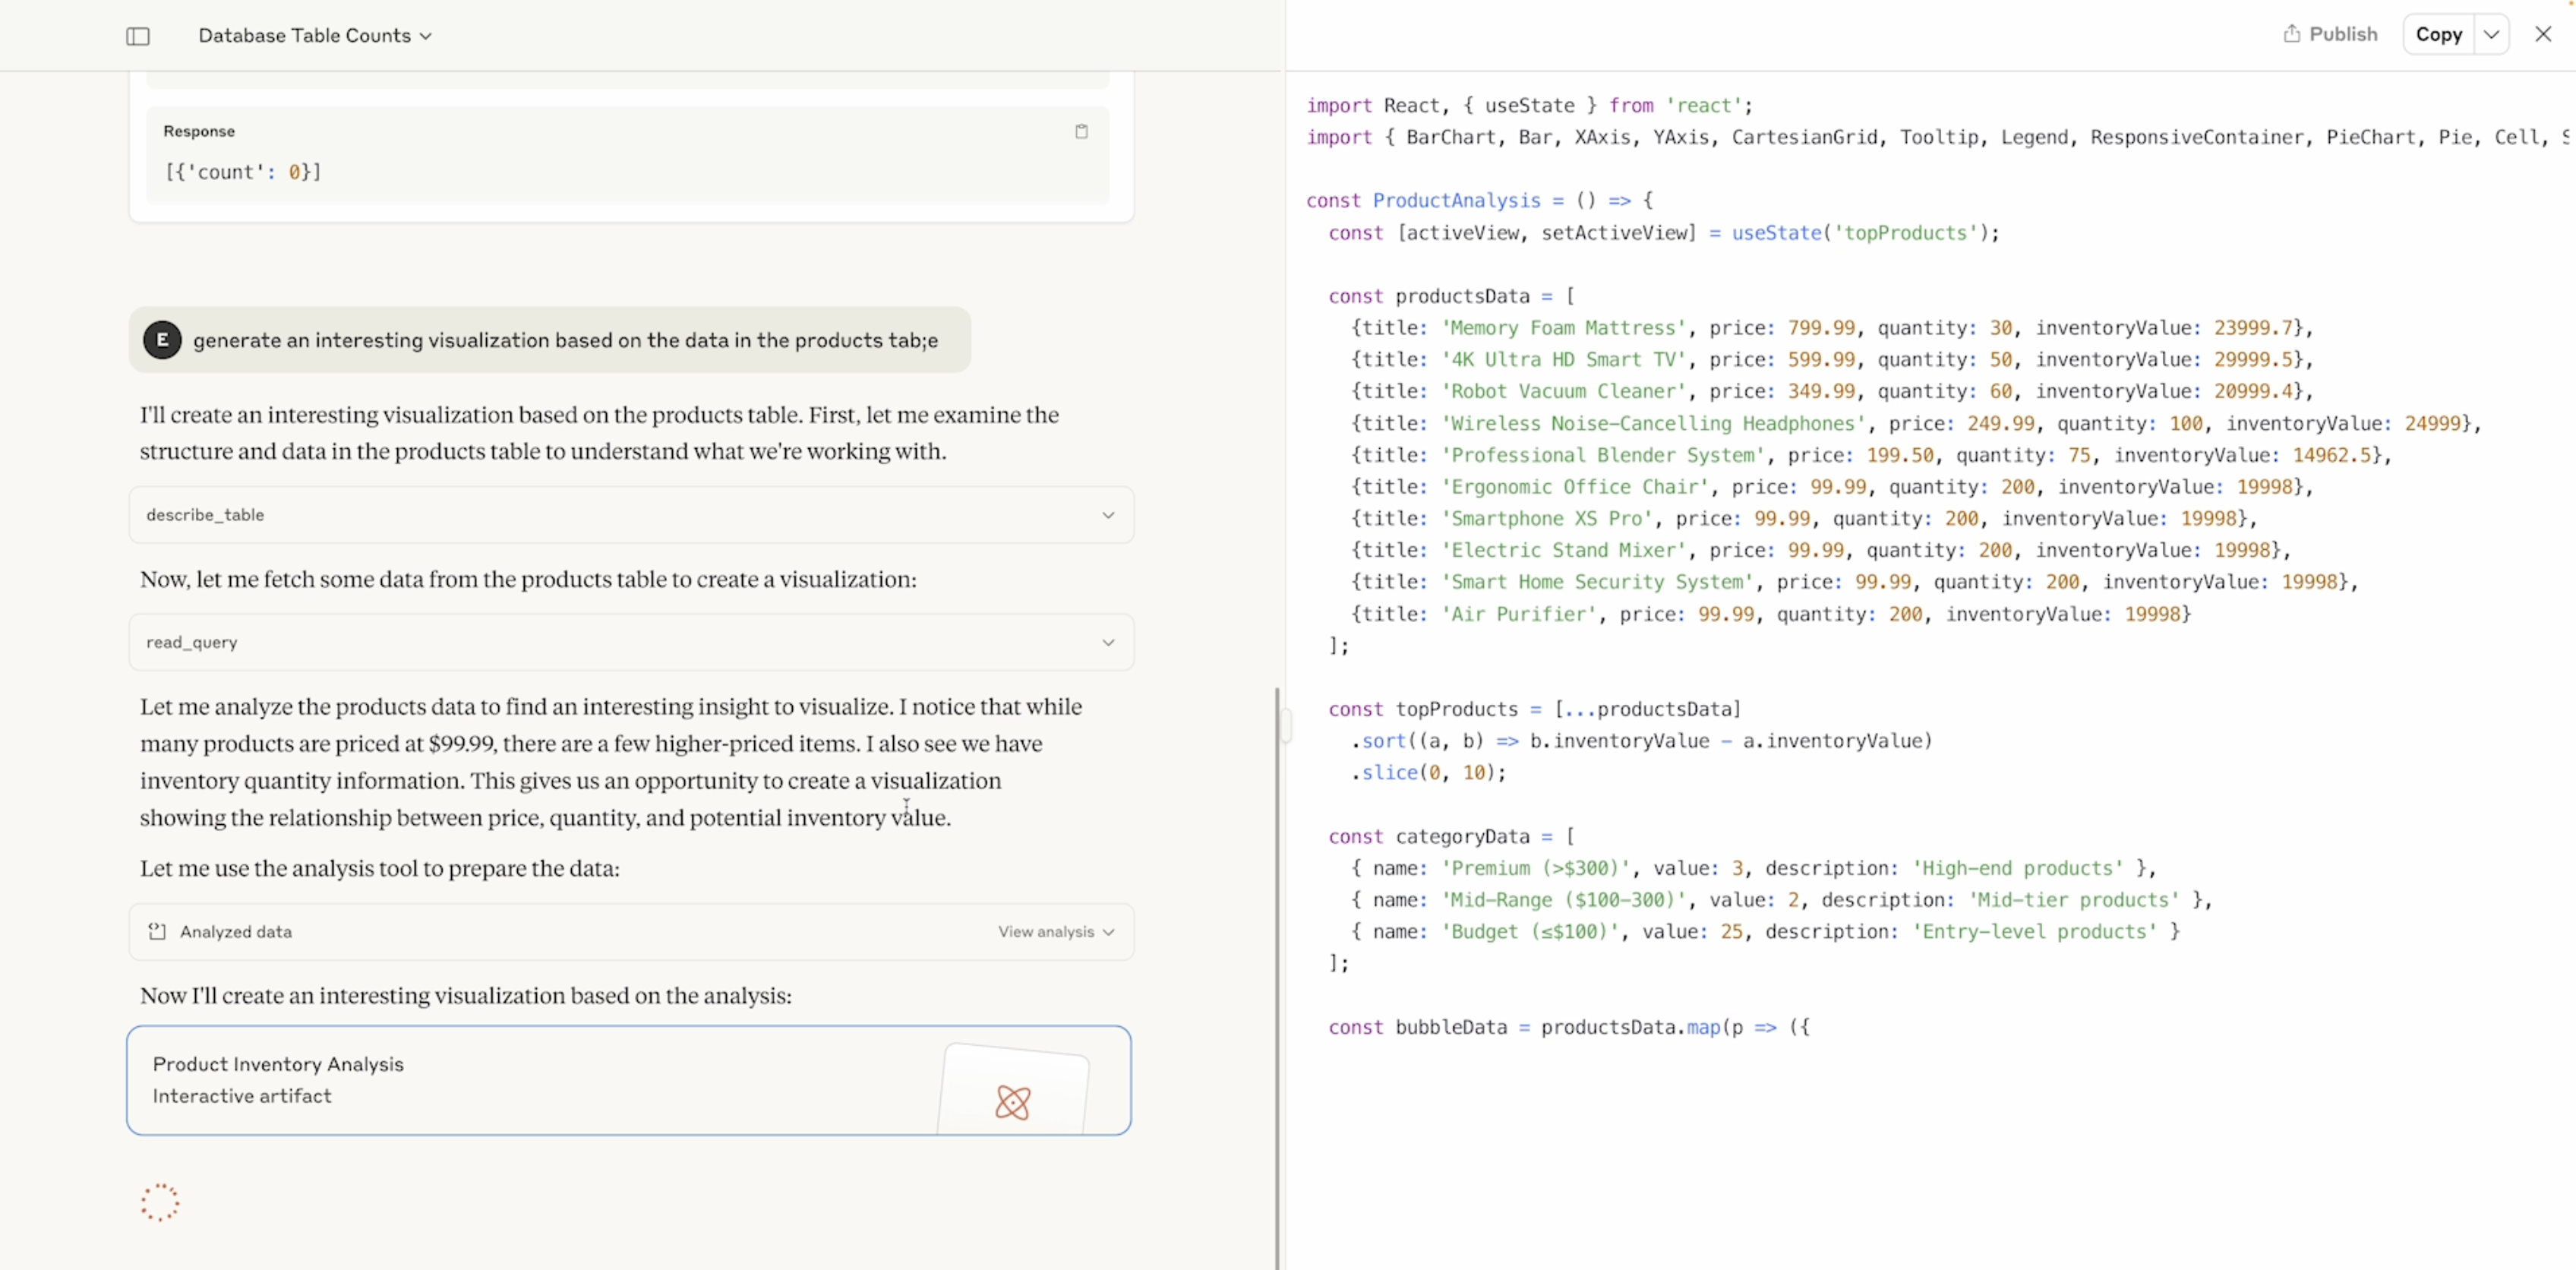 Database Table Counts
Response
[{'count': 0}]
E
generate an interesting visualization based on the data in the products tab;e
I'll create an interesting visualization based on the products table. First, let me examine the
structure and data in the products table to understand what we're working with.
describe_table
Now, let me fetch some data from the products table to create a visualization:
read_query
Let me analyze the products data to find an interesting insight to visualize. I notice that while
many products are priced at $99.99, there are a few higher-priced items. I also see we have
inventory quantity information. This gives us an opportunity to create a visualization
showing the relationship between price, quantity, and potential inventory value.
Let me use the analysis tool to prepare the data:
Analyzed data
View analysis
Now I'll create an interesting visualization based on the analysis:
Product Inventory Analysis
Interactive artifact
Publish
Copy
import React, { useState } from 'react';
import { BarChart, Bar, XAxis, YAxis, CartesianGrid, Tooltip, Legend, ResponsiveContainer, PieChart, Pie, Cell,
const ProductAnalysis = () => {
  const [activeView, setActiveView] = useState('topProducts');
  const productsData = [
    {title: 'Memory Foam Mattress', price: 799.99, quantity: 30, inventoryValue: 23999.7},
    {title: '4K Ultra HD Smart TV', price: 599.99, quantity: 50, inventoryValue: 29999.5},
    {title: 'Robot Vacuum Cleaner', price: 349.99, quantity: 60, inventoryValue: 20999.4},
    {title: 'Wireless Noise-Cancelling Headphones', price: 249.99, quantity: 100, inventoryValue: 24999},
    {title: 'Professional Blender System', price: 199.50, quantity: 75, inventoryValue: 14962.5},
    {title: 'Ergonomic Office Chair', price: 99.99, quantity: 200, inventoryValue: 19998},
    {title: 'Smartphone XS Pro', price: 99.99, quantity: 200, inventoryValue: 19998},
    {title: 'Electric Stand Mixer', price: 99.99, quantity: 200, inventoryValue: 19998},
    {title: 'Smart Home Security System', price: 99.99, quantity: 200, inventoryValue: 19998},
    {title: 'Air Purifier', price: 99.99, quantity: 200, inventoryValue: 19998}
  ];
  const topProducts = [...productsData]
    .sort((a, b) => b.inventoryValue - a.inventoryValue)
    .slice(0, 10);
  const categoryData = [
    { name: 'Premium (>$300)', value: 3, description: 'High-end products' },
    { name: 'Mid-Range ($100-300)', value: 2, description: 'Mid-tier products' },
    { name: 'Budget (≤$100)', value: 25, description: 'Entry-level products' }
  ];
  const bubbleData = productsData.map(p => ({